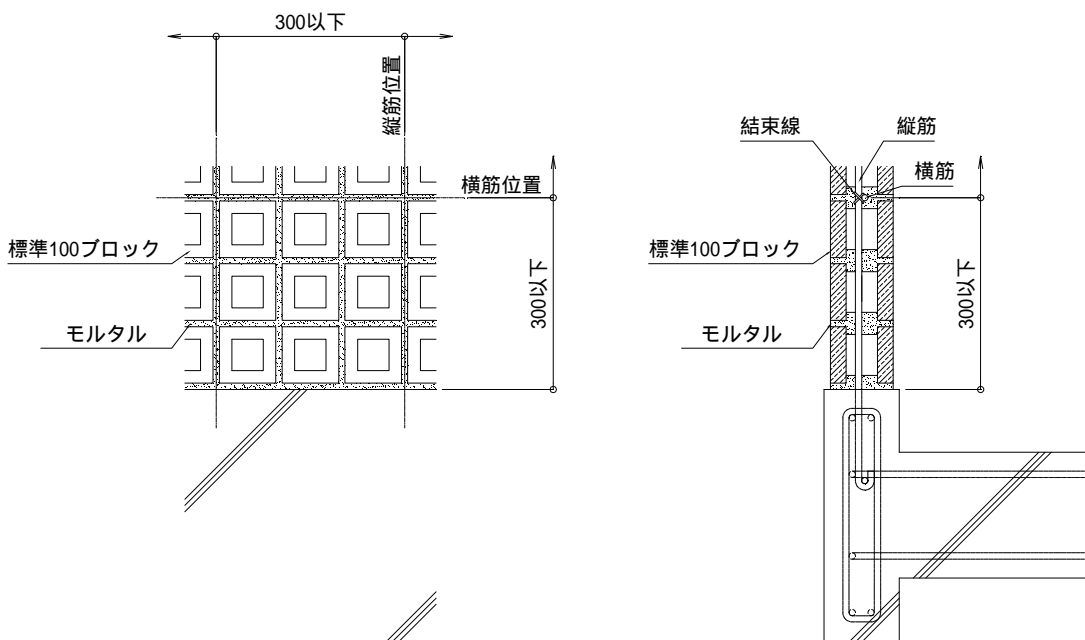 300以下
縦筋位置
横筋位置
標準100ブロック
モルタル
300以下
結束線
縦筋
横筋
標準100ブロック
モルタル
300以下